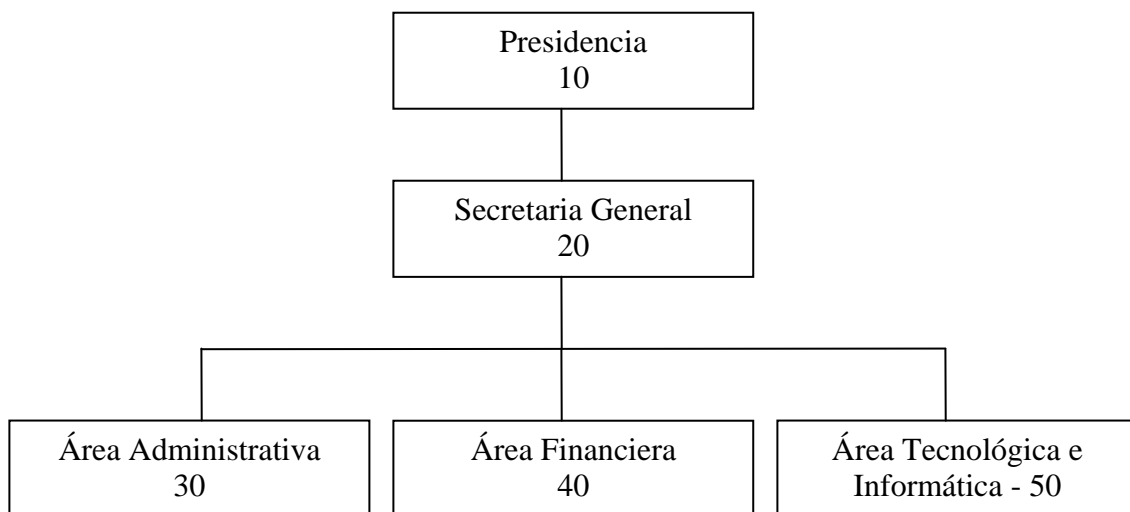 Presidencia
10
Secretaria General
20
Área Administrativa
30
Área Financiera
40
Área Tecnológica e
Informática - 50